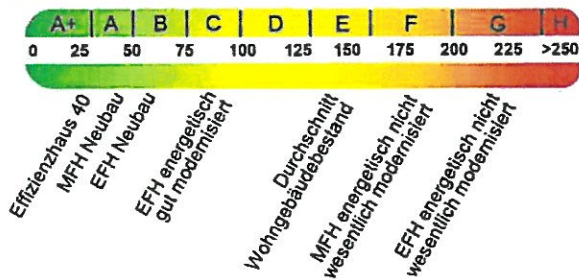 A+ A B C D E F G H
0 25 50 75 100 125 150 175 200 225 >250
Effizienzhaus 40
MFH Neubau
EFH Neubau
EFH energetisch
gut modernisiert
Durchschnitt
Wohngebäudebestand
MFH energetisch nicht
wesentlich modernisiert
EFH energetisch nicht
wesentlich modernisiert